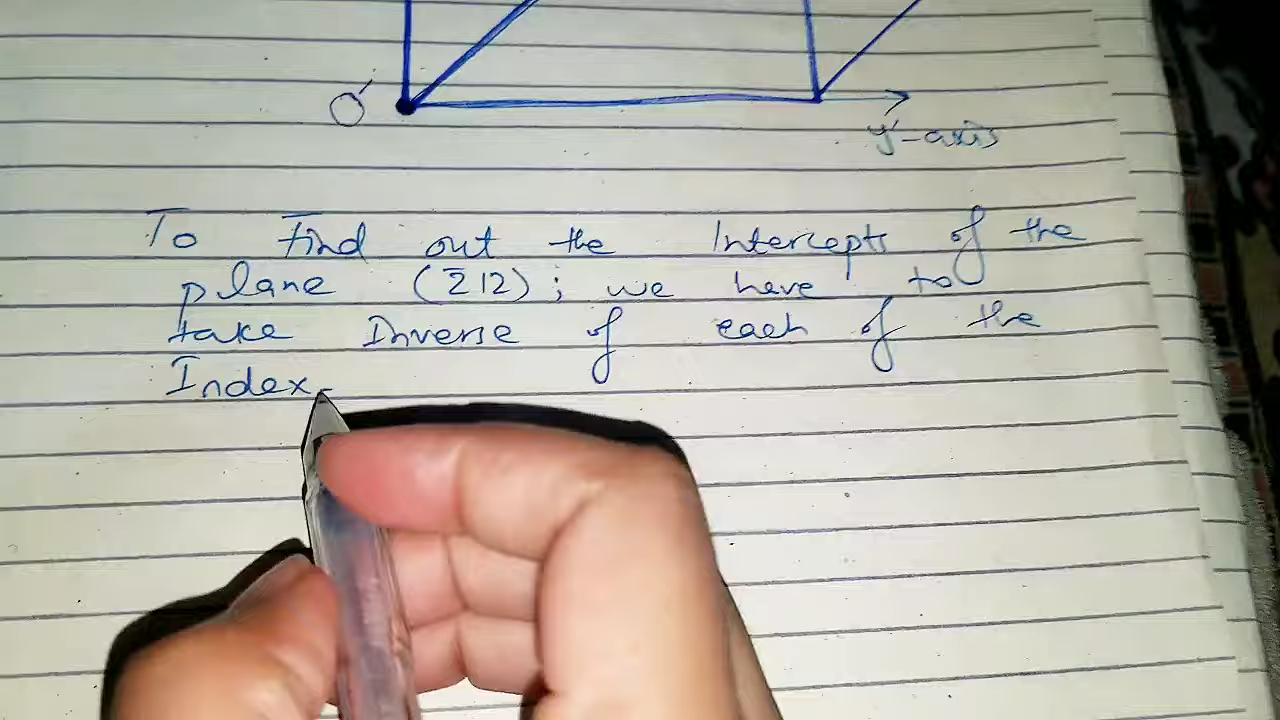 O'
y'-axis
To Find out the Intercepts of the
plane (2̅12); we have to
take Inverse of each of the
Index.